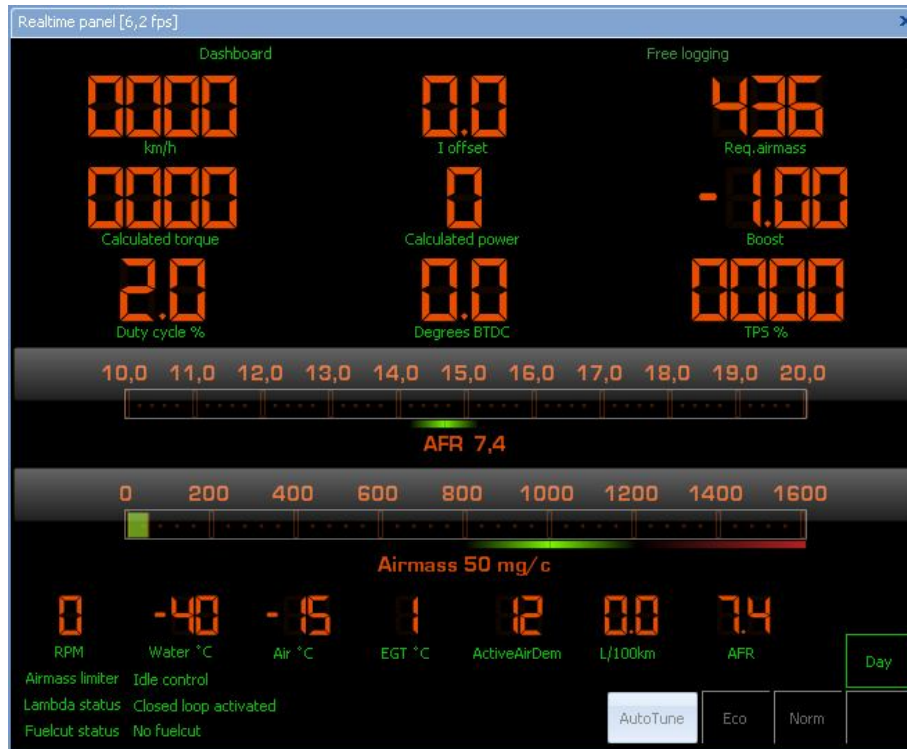 Realtime panel [6,2 fps]
Dashboard Free logging
0000 0.0 436
km/h I offset Req.airmass
0000 0 -1.00
Calculated torque Calculated power Boost
2.0 0.0 0000
Duty cycle % Degrees BTDC TPS %
10,0 11,0 12,0 13,0 14,0 15,0 16,0 17,0 18,0 19,0 20,0
AFR 7,4
0 200 400 600 800 1000 1200 1400 1600
Airmass 50 mg/c
0 -40 -15 1 12 0.0 7.4
RPM Water °C Air °C EGT °C ActiveAirDem L/100km AFR
Day
Airmass limiter Idle control
Lambda status Closed loop activated
Fuelcut status No fuelcut
AutoTune Eco Norm